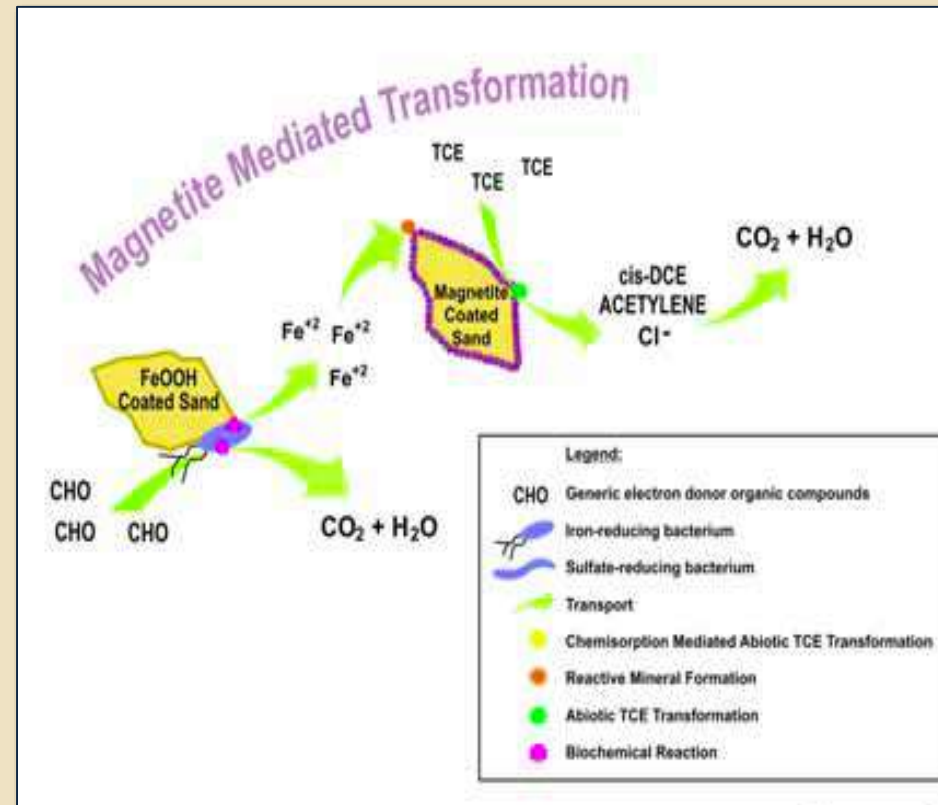 Magnetite Mediated Transformation
TCE
TCE
TCE
CO₂ + H₂O
Magnetite
Coated
Sand
cis-DCE
ACETYLENE
Cl⁻
Fe⁺² Fe⁺²
Fe⁺²
FeOOH
Coated Sand
CHO
CHO CHO
CO₂ + H₂O
Legend:
CHO Generic electron donor organic compounds
Iron-reducing bacterium
Sulfate-reducing bacterium
Transport
Chemisorption Mediated Abiotic TCE Transformation
Reactive Mineral Formation
Abiotic TCE Transformation
Biochemical Reaction